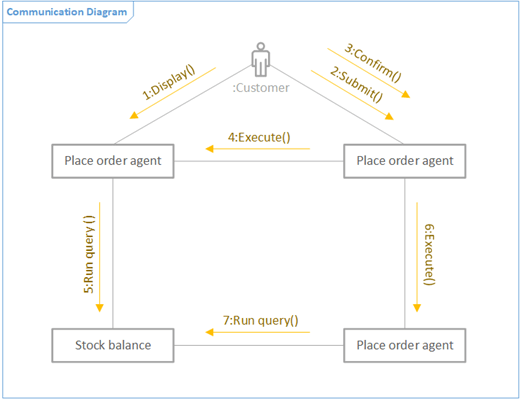 Communication Diagram
3:Confirm()
1:Display()
2:Submit()
:Customer
4:Execute()
Place order agent
Place order agent
5:Run query ()
6:Execute()
7:Run query()
Stock balance
Place order agent